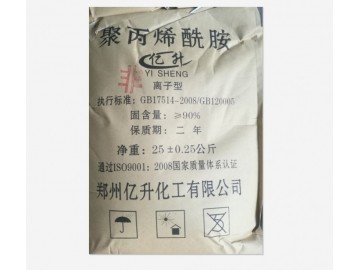 聚丙烯酰胺
亿升
非
YI SHENG
离子型
执行标准：GB17514-2008/GB120005
固含量：≥90%
保质期：二 年
净重：25±0.25公斤
通过ISO9001：2008国家质量体系认证
郑州亿升化工有限公司